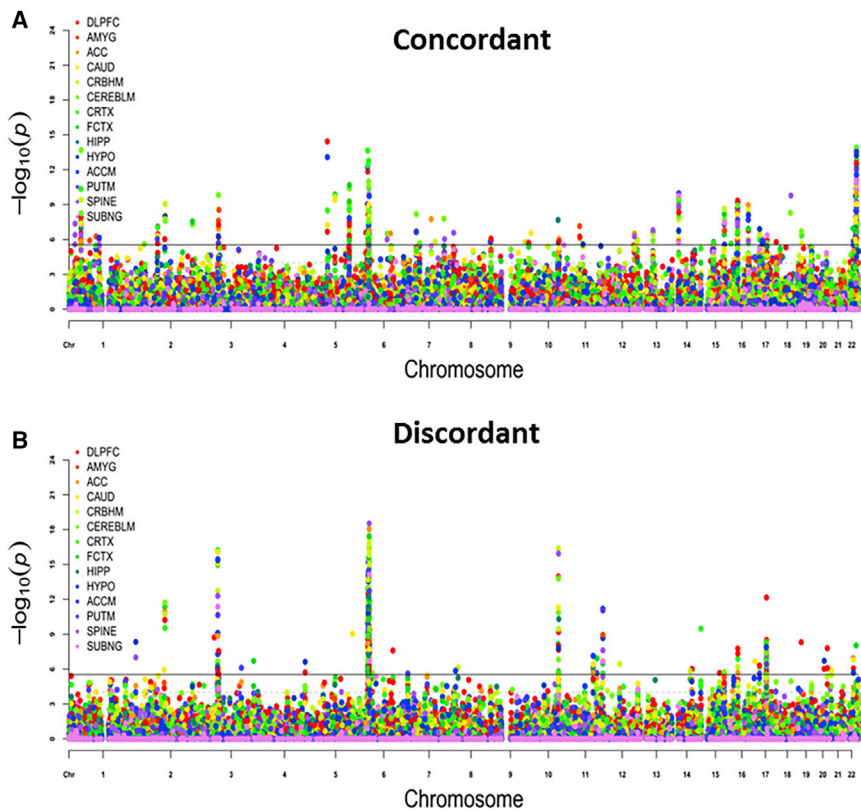 A
Concordant
DLPFC
AMYG
ACC
CAUD
CRBHM
CEREBLM
CRTX
FCTX
HIPP
HYPO
ACCM
PUTM
SPINE
SUBNG
−log10(p)
24
21
18
15
12
9
6
3
0
Chr 1 2 3 4 5 6 7 8 9 10 11 12 13 14 15 16 17 18 19 20 21 22
Chromosome
B
Discordant
DLPFC
AMYG
ACC
CAUD
CRBHM
CEREBLM
CRTX
FCTX
HIPP
HYPO
ACCM
PUTM
SPINE
SUBNG
−log10(p)
24
21
18
15
12
9
6
3
0
Chr 1 2 3 4 5 6 7 8 9 10 11 12 13 14 15 16 17 18 19 20 21 22
Chromosome